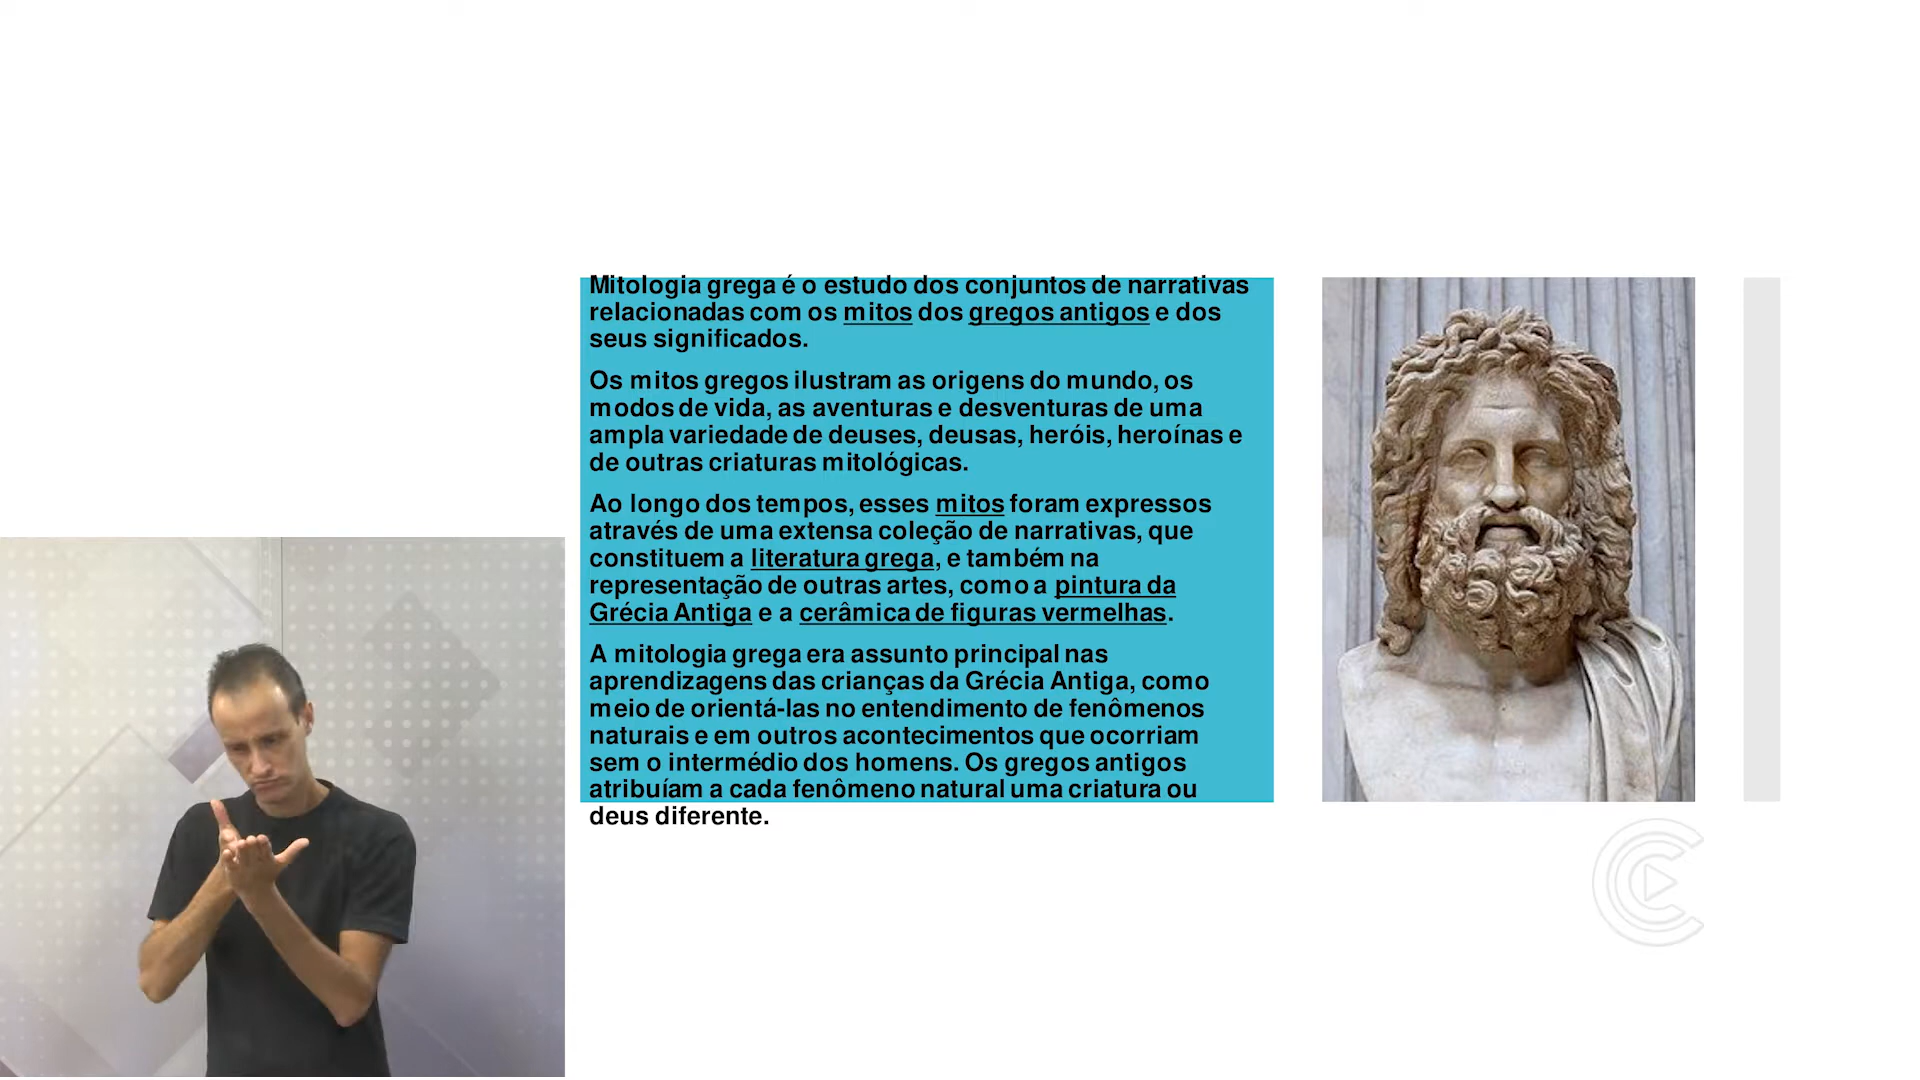 Mitologia grega é o estudo dos conjuntos de narrativas
relacionadas com os mitos dos gregos antigos e dos
seus significados.
Os mitos gregos ilustram as origens do mundo, os
modos de vida, as aventuras e desventuras de uma
ampla variedade de deuses, deusas, heróis, heroínas e
de outras criaturas mitológicas.
Ao longo dos tempos, esses mitos foram expressos
através de uma extensa coleção de narrativas, que
constituem a literatura grega, e também na
representação de outras artes, como a pintura da
Grécia Antiga e a cerâmica de figuras vermelhas.
A mitologia grega era assunto principal nas
aprendizagens das crianças da Grécia Antiga, como
meio de orientá-las no entendimento de fenômenos
naturais e em outros acontecimentos que ocorriam
sem o intermédio dos homens. Os gregos antigos
atribuíam a cada fenômeno natural uma criatura ou
deus diferente.